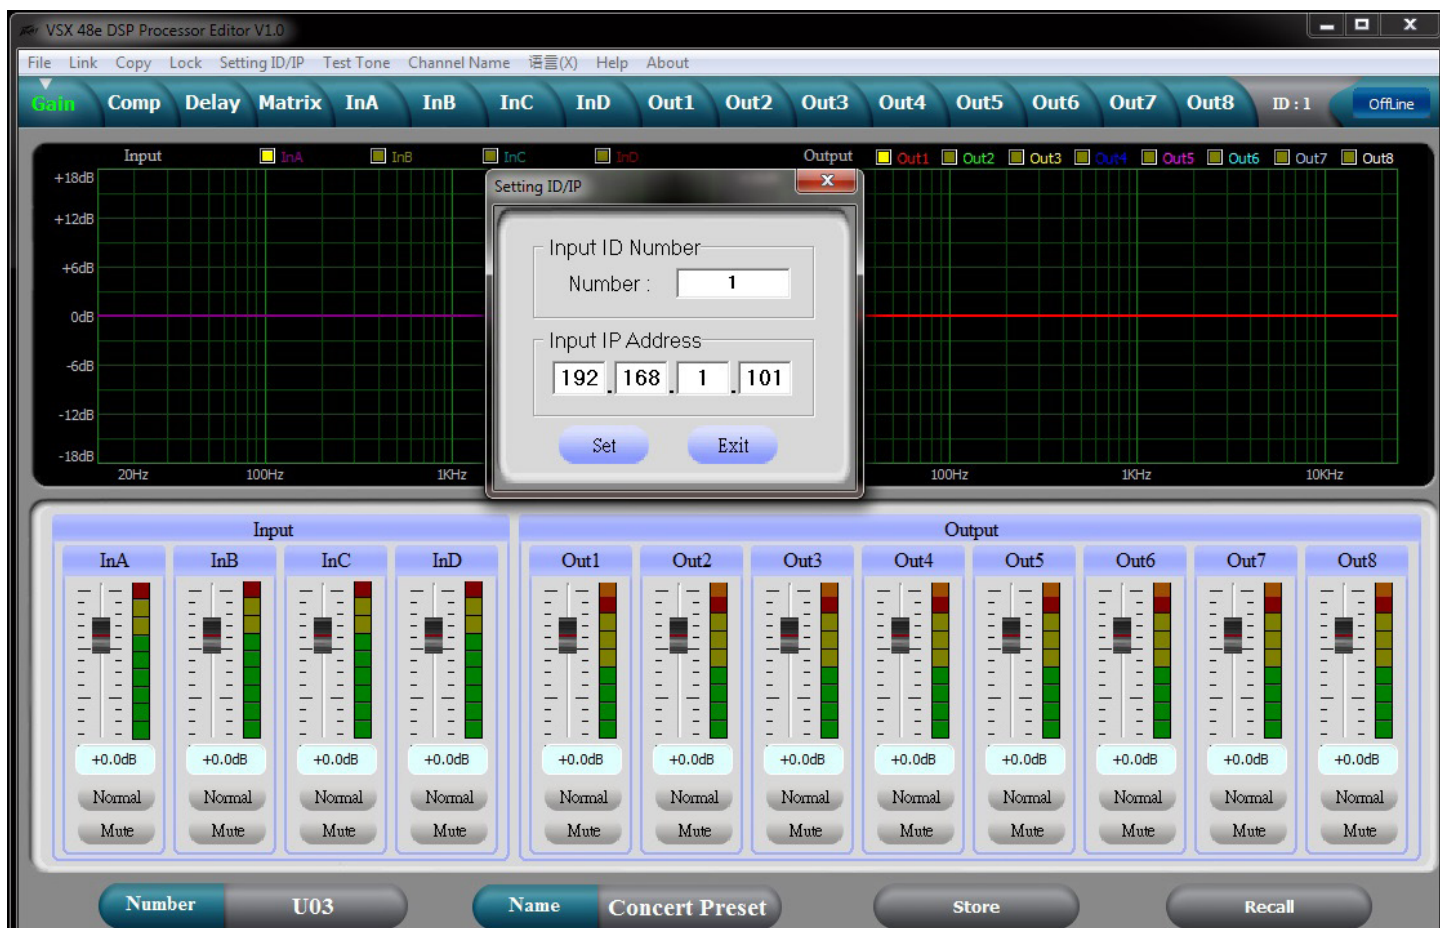 VSX 48e DSP Processor Editor V1.0
File Link Copy Lock Setting ID/IP Test Tone Channel Name 语言(X) Help About
Gain Comp Delay Matrix InA InB InC InD Out1 Out2 Out3 Out4 Out5 Out6 Out7 Out8 ID : 1 OffLine
Input InA InB InC InD Output Out1 Out2 Out3 Out4 Out5 Out6 Out7 Out8
+18dB
+12dB
+6dB
0dB
-6dB
-12dB
-18dB
20Hz 100Hz 1KHz 100Hz 1KHz 10KHz
Setting ID/IP
Input ID Number
Number : 1
Input IP Address
192 . 168 . 1 . 101
Set Exit
Input Output
InA InB InC InD Out1 Out2 Out3 Out4 Out5 Out6 Out7 Out8
+0.0dB +0.0dB +0.0dB +0.0dB +0.0dB +0.0dB +0.0dB +0.0dB +0.0dB +0.0dB +0.0dB +0.0dB
Normal Normal Normal Normal Normal Normal Normal Normal Normal Normal Normal Normal
Mute Mute Mute Mute Mute Mute Mute Mute Mute Mute Mute Mute
Number U03 Name Concert Preset Store Recall